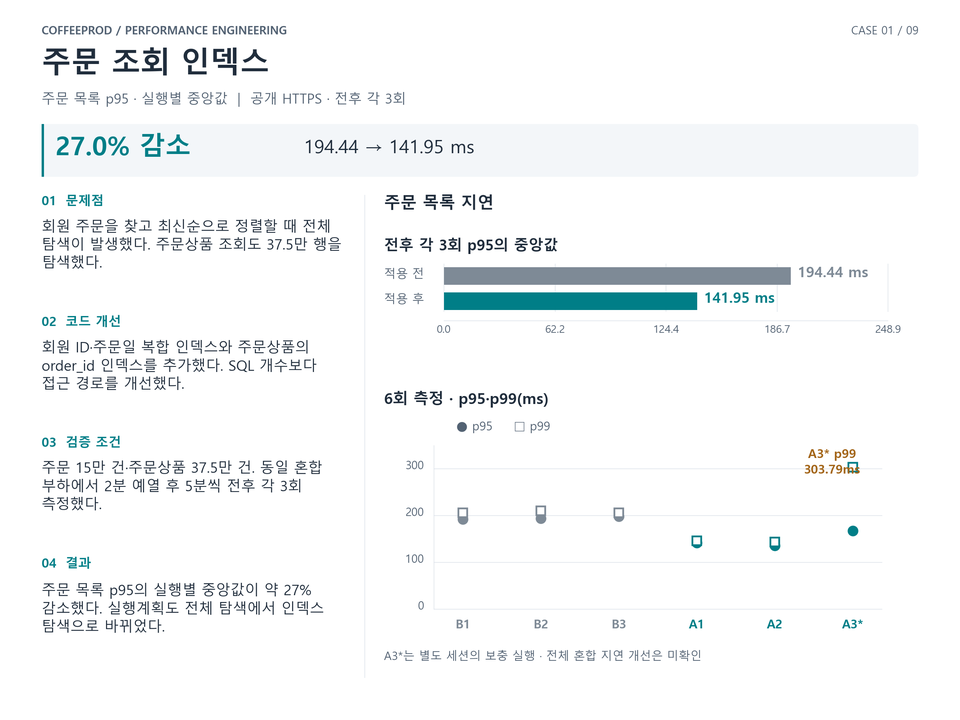 COFFEEPROD / PERFORMANCE ENGINEERING
CASE 01 / 09
주문 조회 인덱스
주문 목록 p95 · 실행별 중앙값 | 공개 HTTPS · 전후 각 3회
27.0% 감소
194.44 → 141.95 ms
01 문제점
회원 주문을 찾고 최신순으로 정렬할 때 전체
탐색이 발생했다. 주문상품 조회도 37.5만 행을
탐색했다.
02 코드 개선
회원 ID·주문일 복합 인덱스와 주문상품의
order_id 인덱스를 추가했다. SQL 개수보다
접근 경로를 개선했다.
03 검증 조건
주문 15만 건·주문상품 37.5만 건. 동일 혼합
부하에서 2분 예열 후 5분씩 전후 각 3회
측정했다.
04 결과
주문 목록 p95의 실행별 중앙값이 약 27%
감소했다. 실행계획도 전체 탐색에서 인덱스
탐색으로 바뀌었다.
주문 목록 지연
전후 각 3회 p95의 중앙값
적용 전
194.44 ms
적용 후
141.95 ms
0.0 62.2 124.4 186.7 248.9
6회 측정 · p95·p99(ms)
p95 p99
A3* p99
303.79ms
300
200
100
0
B1 B2 B3 A1 A2 A3*
A3*는 별도 세션의 보충 실행 · 전체 혼합 지연 개선은 미확인